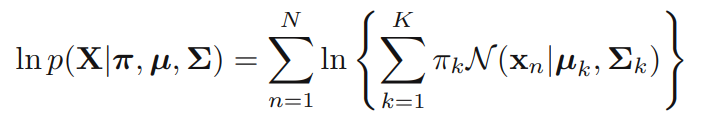 ln p(X|π, μ, Σ) = ∑_{n=1}^{N} ln { ∑_{k=1}^{K} π_k 𝒩(x_n|μ_k, Σ_k) }